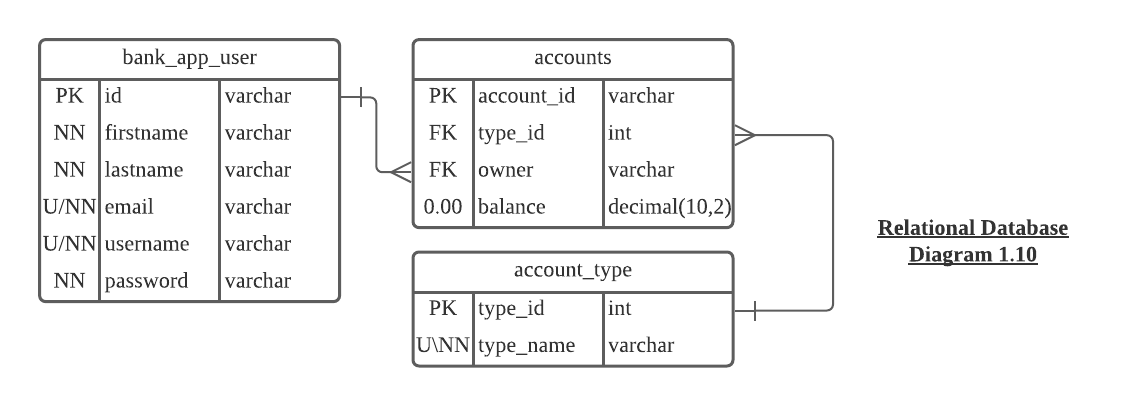 bank_app_user
PK id varchar
NN firstname varchar
NN lastname varchar
U/NN email varchar
U/NN username varchar
NN password varchar
accounts
PK account_id varchar
FK type_id int
FK owner varchar
0.00 balance decimal(10,2)
account_type
PK type_id int
U\NN type_name varchar
Relational Database
Diagram 1.10